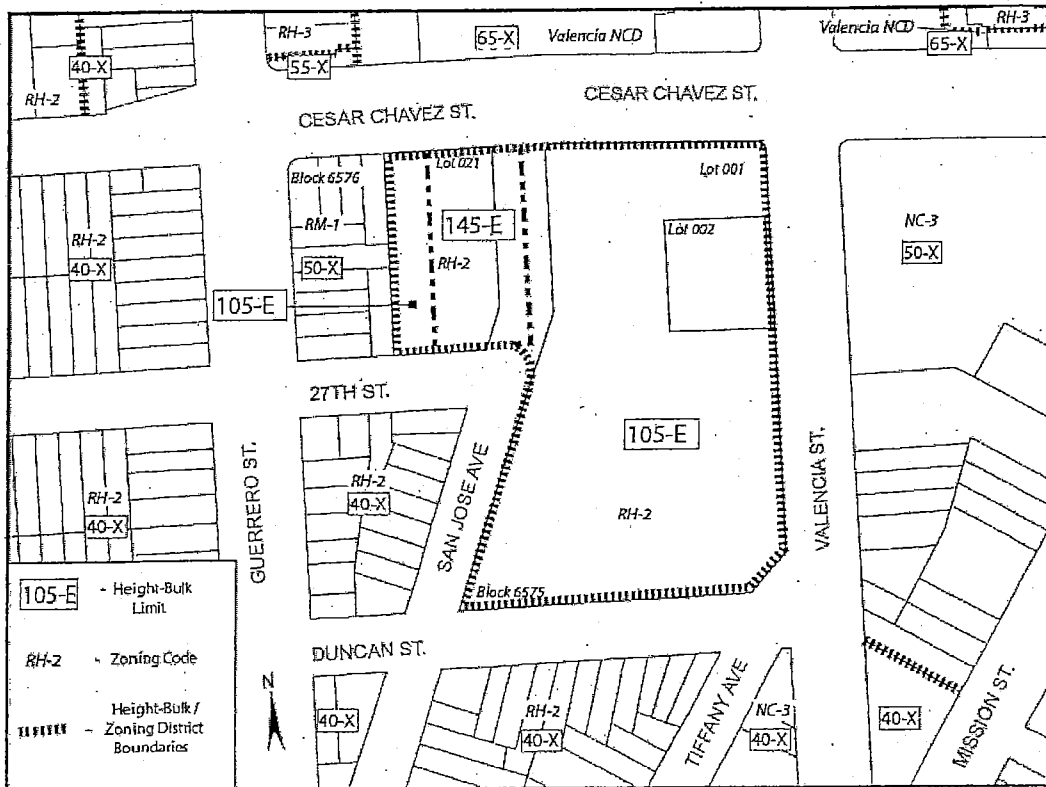 RH-3
65-X
Valencia NCD
Valencia NCD
RH-3
65-X
40-X
55-X
RH-2
CESAR CHAVEZ ST.
CESAR CHAVEZ ST.
Lot 021
Lot 001
Block 6576
RM-1
145-E
Lot 002
NC-3
50-X
RH-2
40-X
50-X
RH-2
105-E
27TH ST.
105-E
RH-2
40-X
RH-2
40-X
RH-2
GUERRERO ST.
SAN JOSE AVE
VALENCIA ST.
Block 6575
DUNCAN ST.
105-E - Height-Bulk
Limit
RH-2 - Zoning Code
- Height-Bulk /
Zoning District
Boundaries
N
40-X
RH-2
40-X
TIFFANY AVE
NC-3
40-X
40-X
MISSION ST.